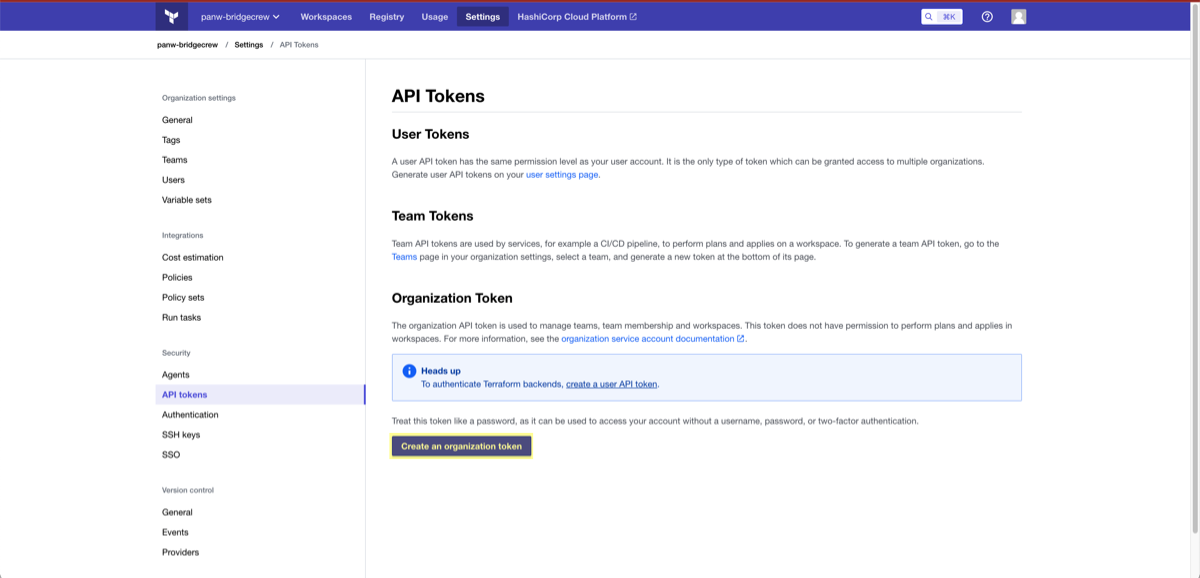 panw-bridgecrew Workspaces Registry Usage Settings HashiCorp Cloud Platform ⌘K
panw-bridgecrew / Settings / API Tokens
Organization settings
General
Tags
Teams
Users
Variable sets
Integrations
Cost estimation
Policies
Policy sets
Run tasks
Security
Agents
API tokens
Authentication
SSH keys
SSO
Version control
General
Events
Providers
API Tokens
User Tokens
A user API token has the same permission level as your user account. It is the only type of token which can be granted access to multiple organizations.
Generate user API tokens on your user settings page.
Team Tokens
Team API tokens are used by services, for example a CI/CD pipeline, to perform plans and applies on a workspace. To generate a team API token, go to the
Teams page in your organization settings, select a team, and generate a new token at the bottom of its page.
Organization Token
The organization API token is used to manage teams, team membership and workspaces. This token does not have permission to perform plans and applies in
workspaces. For more information, see the organization service account documentation.
Heads up
To authenticate Terraform backends, create a user API token.
Treat this token like a password, as it can be used to access your account without a username, password, or two-factor authentication.
Create an organization token